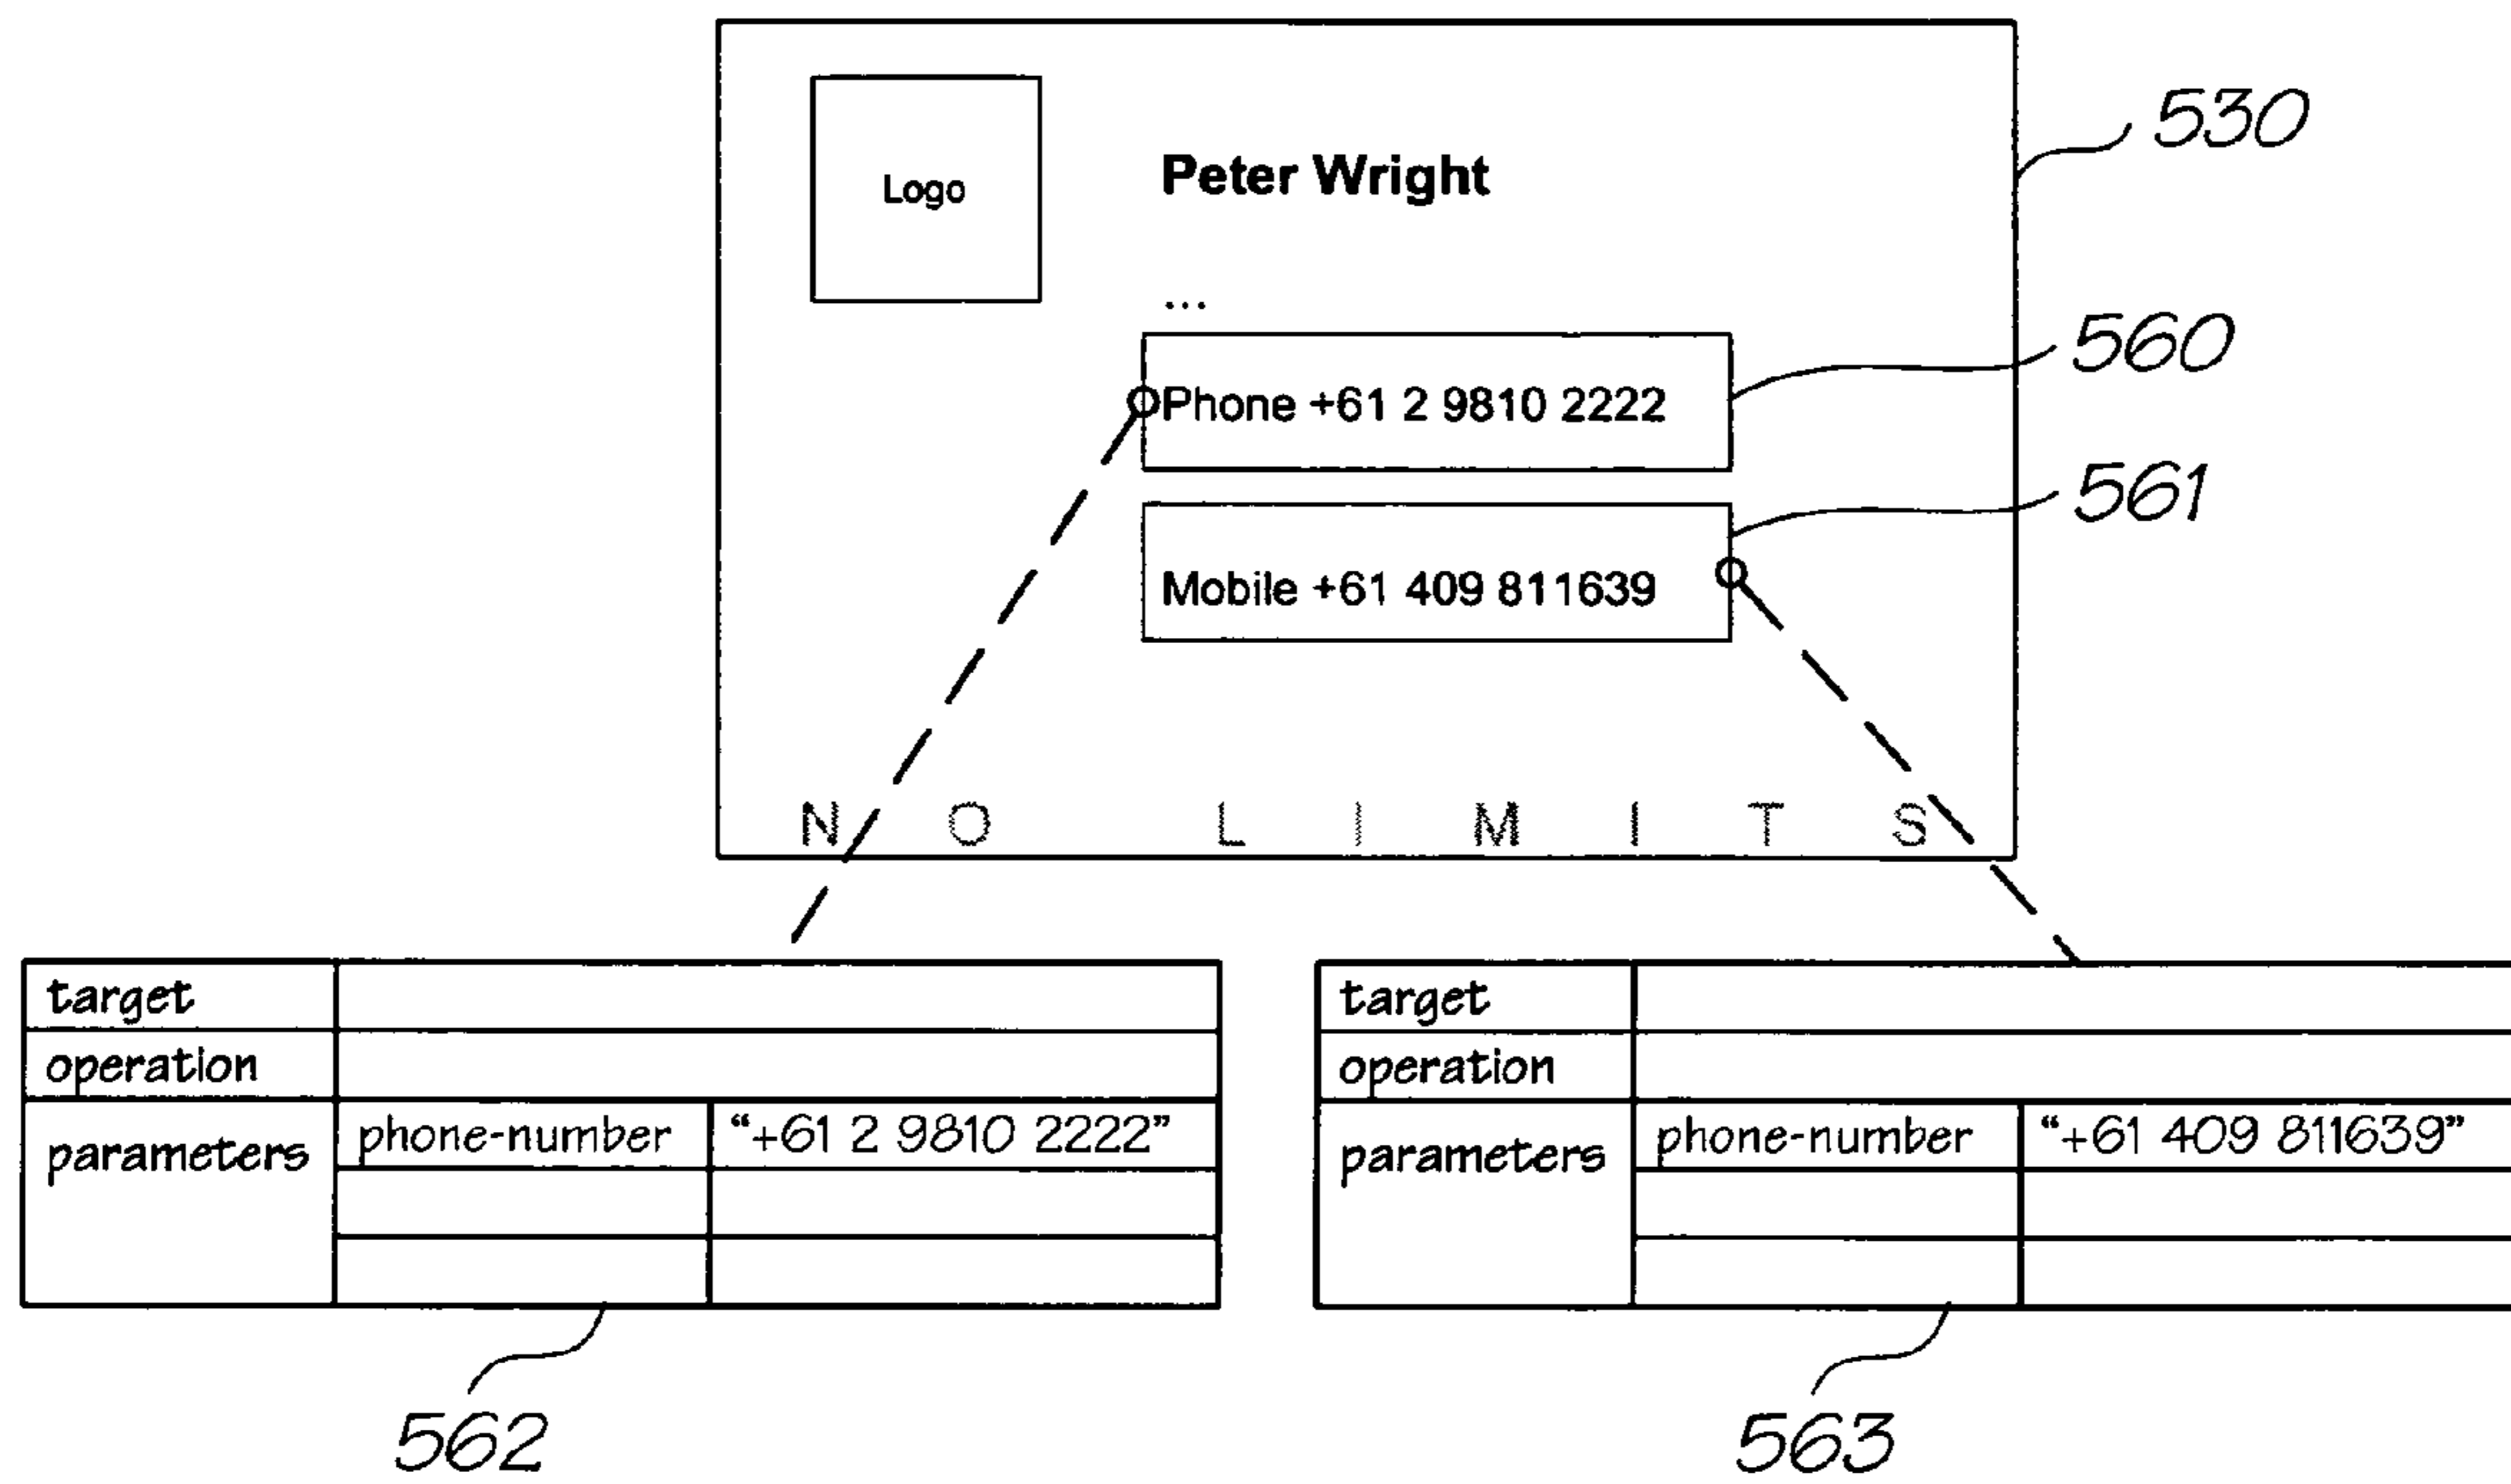 530
Logo
Peter Wright
...
560
Phone +61 2 9810 2222
561
Mobile +61 409 811639
N O L I M I T S
target
operation
parameters phone-number “+61 2 9810 2222”
562
target
operation
parameters phone-number “+61 409 811639”
563